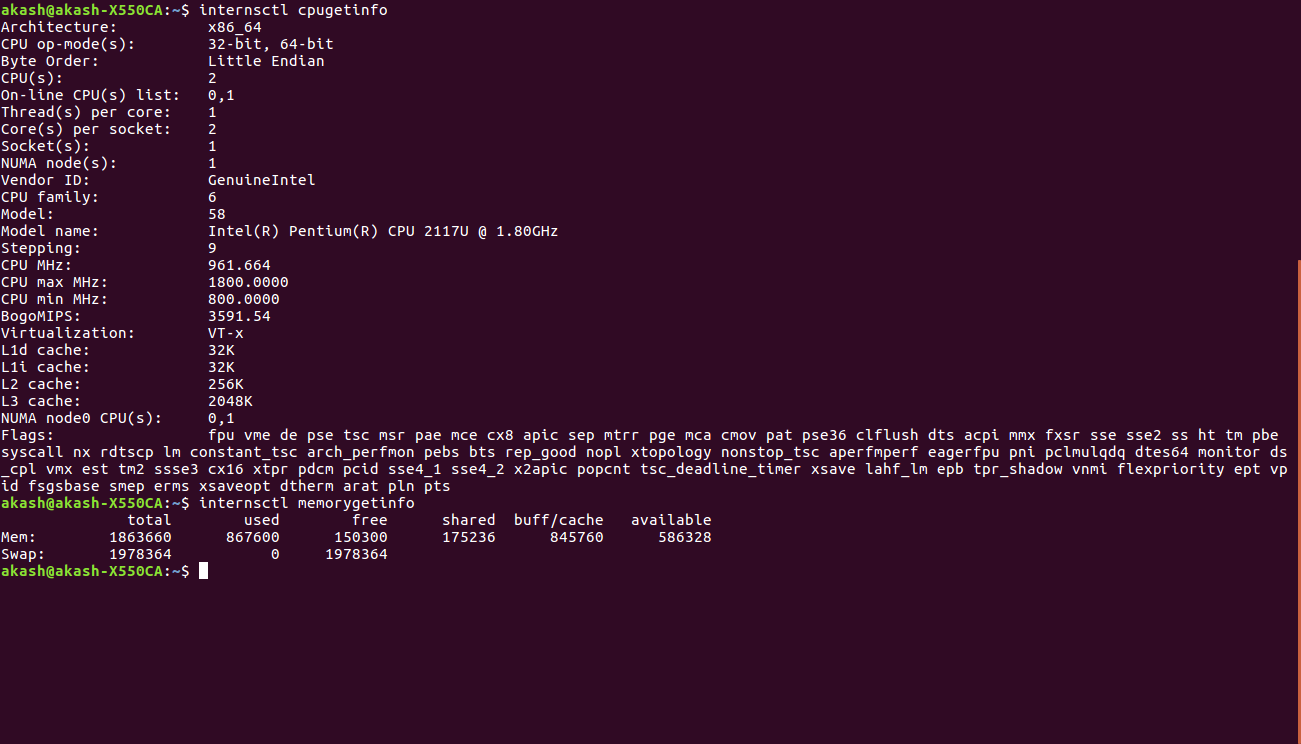 akash@akash-X550CA:~$ internsctl cpugetinfo
Architecture:          x86_64
CPU op-mode(s):        32-bit, 64-bit
Byte Order:            Little Endian
CPU(s):                2
On-line CPU(s) list:   0,1
Thread(s) per core:    1
Core(s) per socket:    2
Socket(s):             1
NUMA node(s):          1
Vendor ID:             GenuineIntel
CPU family:            6
Model:                 58
Model name:            Intel(R) Pentium(R) CPU 2117U @ 1.80GHz
Stepping:              9
CPU MHz:               961.664
CPU max MHz:           1800.0000
CPU min MHz:           800.0000
BogoMIPS:              3591.54
Virtualization:        VT-x
L1d cache:             32K
L1i cache:             32K
L2 cache:              256K
L3 cache:              2048K
NUMA node0 CPU(s):     0,1
Flags:                 fpu vme de pse tsc msr pae mce cx8 apic sep mtrr pge mca cmov pat pse36 clflush dts acpi mmx fxsr sse sse2 ss ht tm pbe
syscall nx rdtscp lm constant_tsc arch_perfmon pebs bts rep_good nopl xtopology nonstop_tsc aperfmperf eagerfpu pni pclmulqdq dtes64 monitor ds
_cpl vmx est tm2 ssse3 cx16 xtpr pdcm pcid sse4_1 sse4_2 x2apic popcnt tsc_deadline_timer xsave lahf_lm epb tpr_shadow vnmi flexpriority ept vp
id fsgsbase smep erms xsaveopt dtherm arat pln pts
akash@akash-X550CA:~$ internsctl memorygetinfo
              total        used        free      shared  buff/cache   available
Mem:        1863660      867600      150300      175236      845760      586328
Swap:       1978364           0     1978364
akash@akash-X550CA:~$